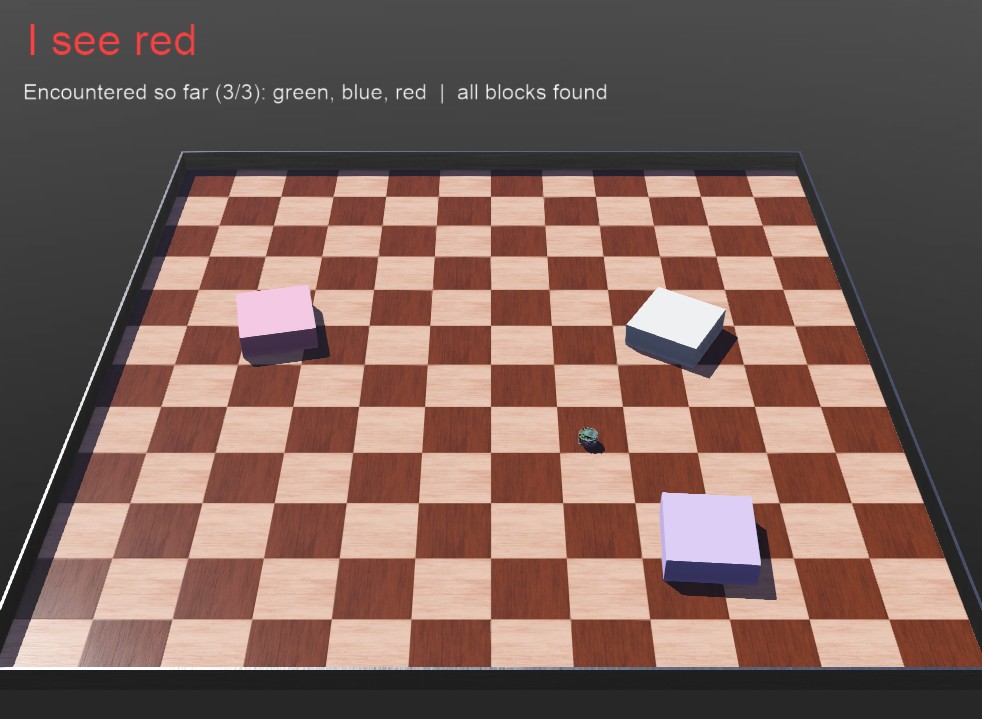 I see red
Encountered so far (3/3): green, blue, red | all blocks found